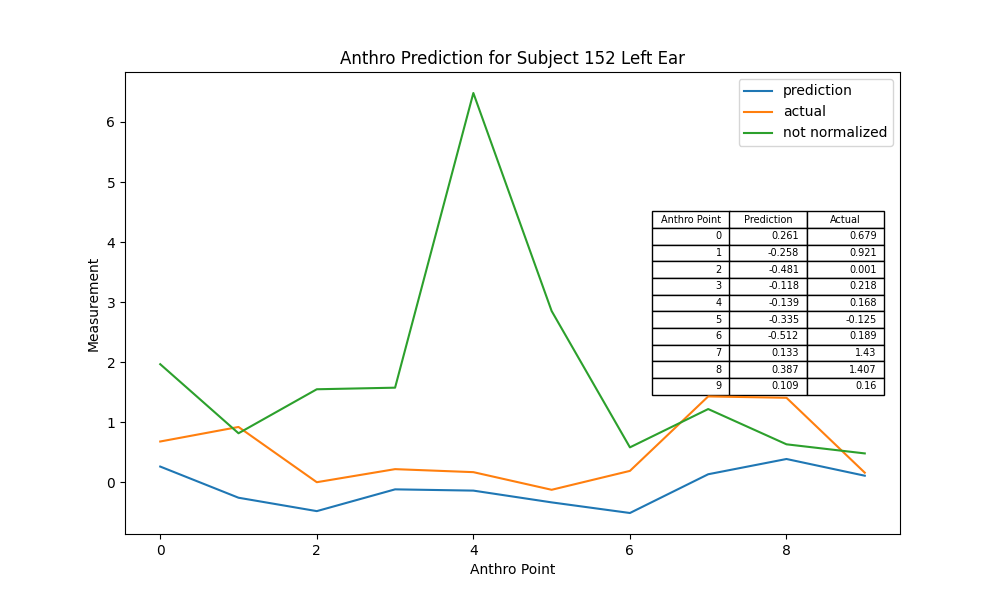 Anthro Prediction for Subject 152 Left Ear
prediction
actual
not normalized
Measurement
6
5
4
3
2
1
0
Anthro Point Prediction Actual
0 0.261 0.679
1 -0.258 0.921
2 -0.481 0.001
3 -0.118 0.218
4 -0.139 0.168
5 -0.335 -0.125
6 -0.512 0.189
7 0.133 1.43
8 0.387 1.407
9 0.109 0.16
0 2 4 6 8
Anthro Point